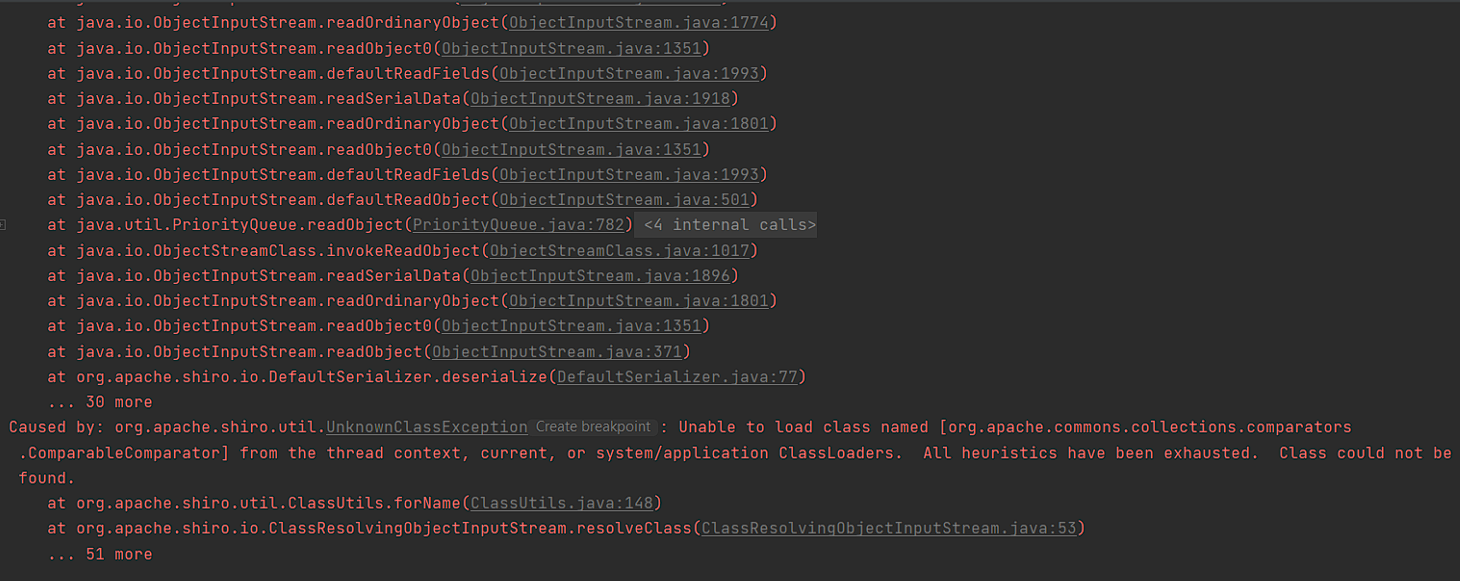 at java.io.ObjectInputStream.readOrdinaryObject(ObjectInputStream.java:1774)
at java.io.ObjectInputStream.readObject0(ObjectInputStream.java:1351)
at java.io.ObjectInputStream.defaultReadFields(ObjectInputStream.java:1993)
at java.io.ObjectInputStream.readSerialData(ObjectInputStream.java:1918)
at java.io.ObjectInputStream.readOrdinaryObject(ObjectInputStream.java:1801)
at java.io.ObjectInputStream.readObject0(ObjectInputStream.java:1351)
at java.io.ObjectInputStream.defaultReadFields(ObjectInputStream.java:1993)
at java.io.ObjectInputStream.defaultReadObject(ObjectInputStream.java:501)
at java.util.PriorityQueue.readObject(PriorityQueue.java:782) <4 internal calls>
at java.io.ObjectStreamClass.invokeReadObject(ObjectStreamClass.java:1017)
at java.io.ObjectInputStream.readSerialData(ObjectInputStream.java:1896)
at java.io.ObjectInputStream.readOrdinaryObject(ObjectInputStream.java:1801)
at java.io.ObjectInputStream.readObject0(ObjectInputStream.java:1351)
at java.io.ObjectInputStream.readObject(ObjectInputStream.java:371)
at org.apache.shiro.io.DefaultSerializer.deserialize(DefaultSerializer.java:77)
... 30 more
Caused by: org.apache.shiro.util.UnknownClassException Create breakpoint : Unable to load class named [org.apache.commons.collections.comparators
.ComparableComparator] from the thread context, current, or system/application ClassLoaders.  All heuristics have been exhausted.  Class could not be
found.
at org.apache.shiro.util.ClassUtils.forName(ClassUtils.java:148)
at org.apache.shiro.io.ClassResolvingObjectInputStream.resolveClass(ClassResolvingObjectInputStream.java:53)
... 51 more